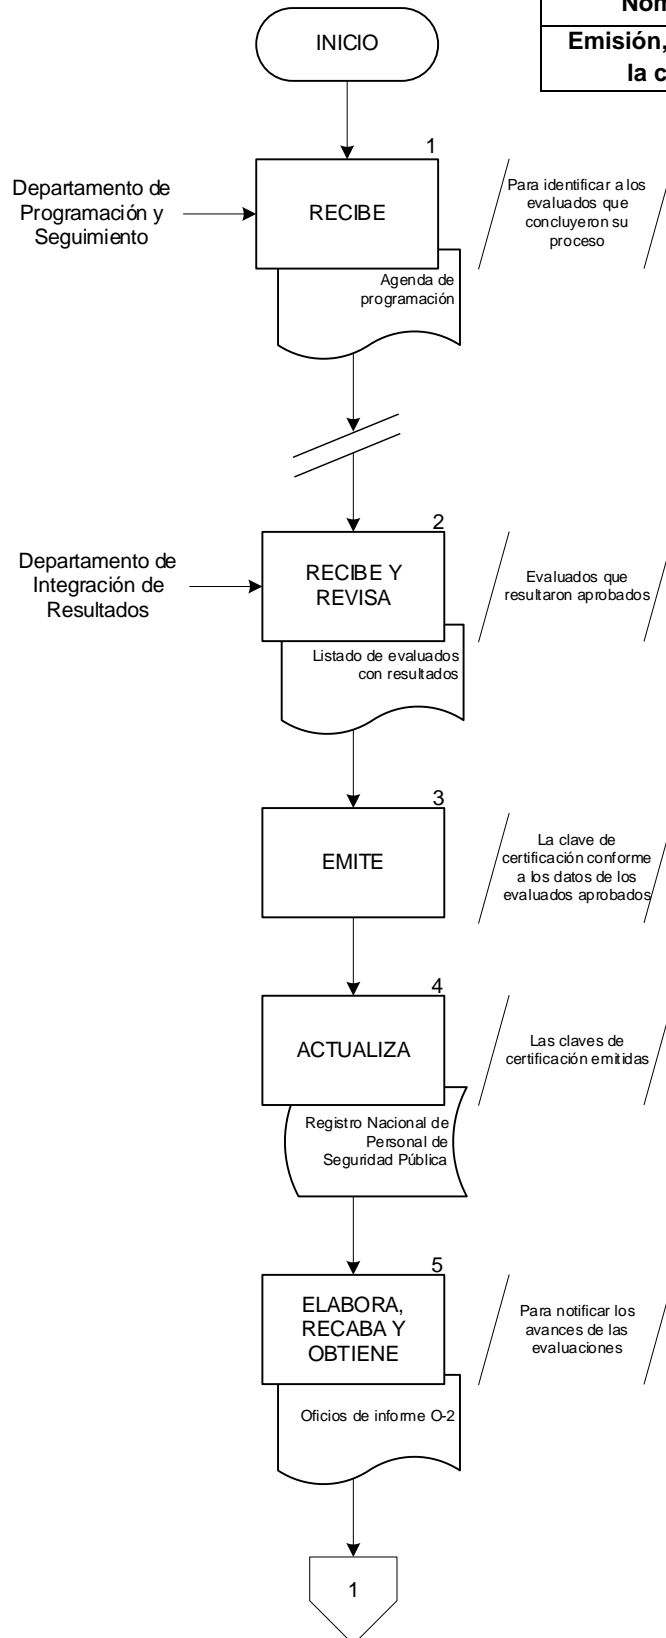 Nom
Emisión,
la c
INICIO
1
Departamento de
Programación y
Seguimiento
RECIBE
Para identificar a los
evaluados que
concluyeron su
proceso
Agenda de
programación
2
Departamento de
Integración de
Resultados
RECIBE Y
REVISA
Evaluados que
resultaron aprobados
Listado de evaluados
con resultados
3
EMITE
La clave de
certificación conforme
a los datos de los
evaluados aprobados
4
ACTUALIZA
Las claves de
certificación emitidas
Registro Nacional de
Personal de
Seguridad Pública
5
ELABORA,
RECABA Y
OBTIENE
Para notificar los
avances de las
evaluaciones
Oficios de informe O-2
1